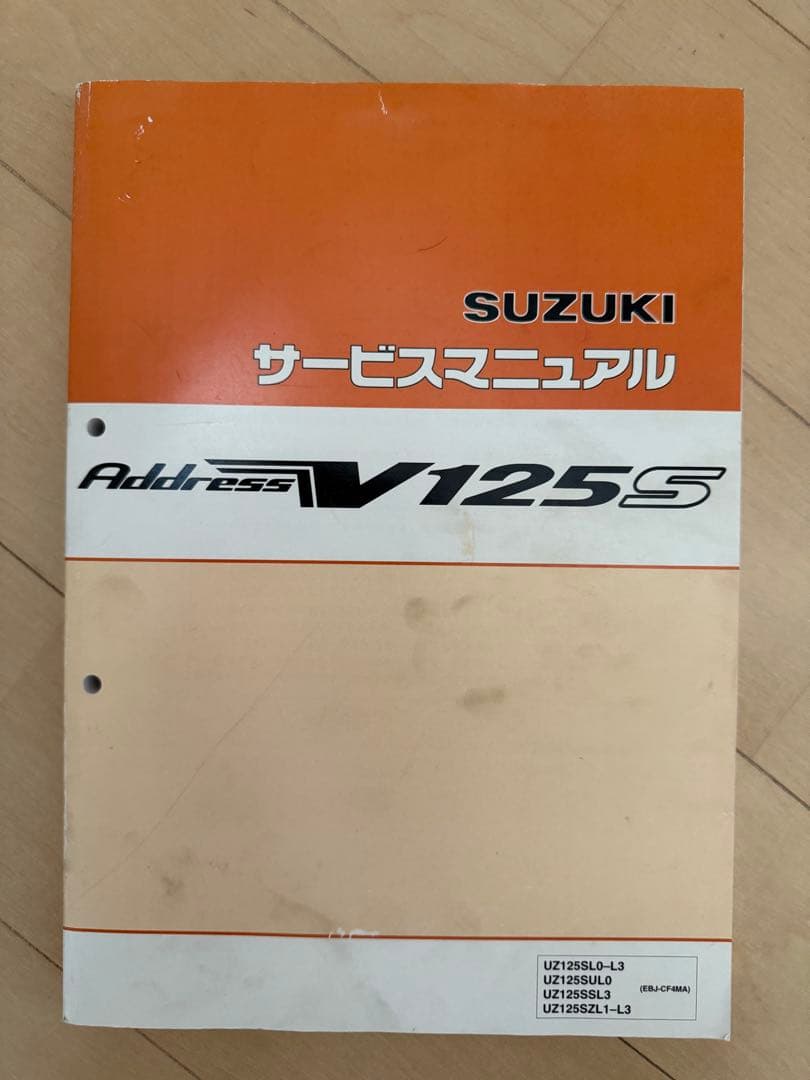 SUZUKI
サービスマニュアル
Address V125S
UZ125SL0-L3
UZ125SUL0
UZ125SSL3
UZ125SZL1-L3
(EBJ-CF4MA)